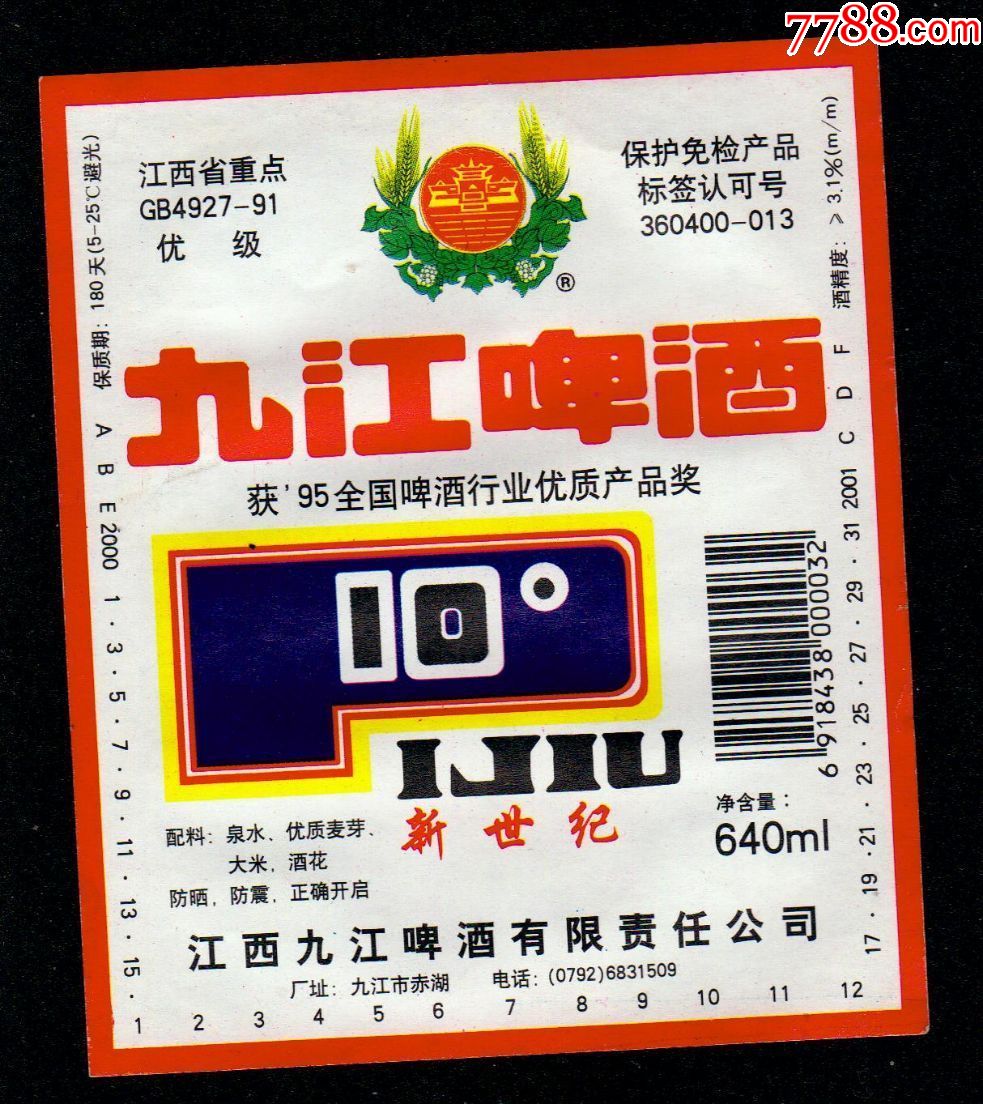 7788.com
江西省重点
GB4927-91
优 级
®
保护免检产品
标签认可号
360400-013
保质期：180天(5-25℃避光)
A B E 2000 1·3·5·7·9·11·13·15·
酒精度：≥3.1%(m/m)
17·19·21·23·25·27·29·31 2001 C D F
九江啤酒
获'95全国啤酒行业优质产品奖
10°
IJIU
新世纪
6 918438 000032
净含量：
640ml
配料：泉水、优质麦芽、
大米，酒花
防晒，防震，正确开启
江西九江啤酒有限责任公司
厂址：九江市赤湖 电话：(0792)6831509
1 2 3 4 5 6 7 8 9 10 11 12